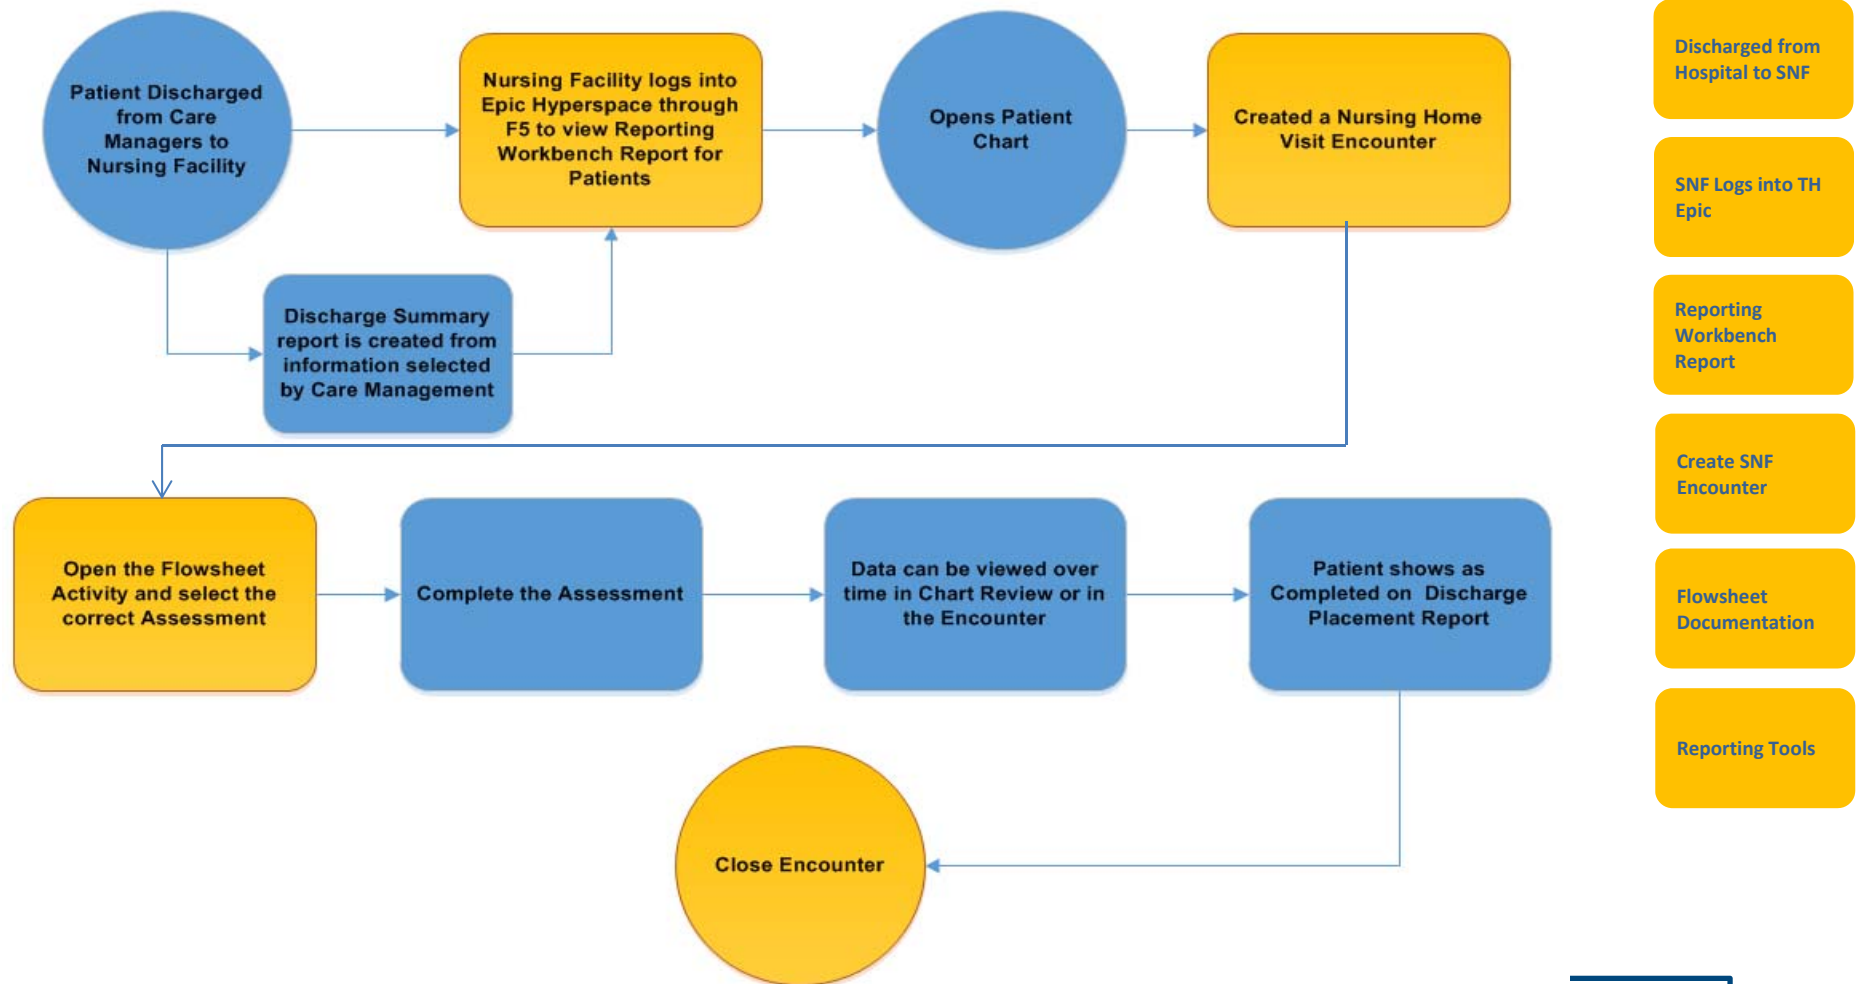 Patient Discharged
from Care
Managers to
Nursing Facility
Nursing Facility logs into
Epic Hyperspace through
F5 to view Reporting
Workbench Report for
Patients
Opens Patient
Chart
Created a Nursing Home
Visit Encounter
Discharge Summary
report is created from
information selected
by Care Management
Open the Flowsheet
Activity and select the
correct Assessment
Complete the Assessment
Data can be viewed over
time in Chart Review or in
the Encounter
Patient shows as
Completed on Discharge
Placement Report
Close Encounter
Discharged from
Hospital to SNF
SNF Logs into TH
Epic
Reporting
Workbench
Report
Create SNF
Encounter
Flowsheet
Documentation
Reporting Tools